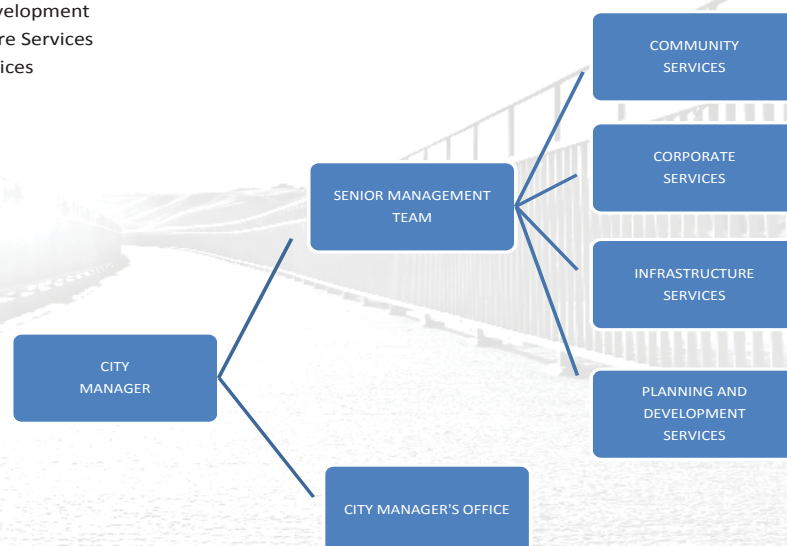 velopment
re Services
ices
COMMUNITY
SERVICES
CORPORATE
SERVICES
SENIOR MANAGEMENT
TEAM
INFRASTRUCTURE
SERVICES
CITY
MANAGER
PLANNING AND
DEVELOPMENT
SERVICES
CITY MANAGER'S OFFICE